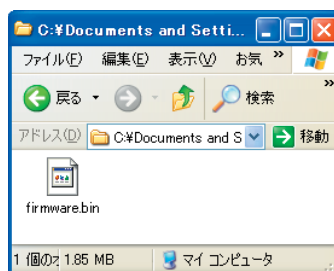 C:¥Documents and Setti...
ファイル(F) 編集(E) 表示(V) お気 »
戻る 検索 »
アドレス(D) C:¥Documents and S 移動
firmware.bin
1 個の 1.85 MB マイ コンピュータ